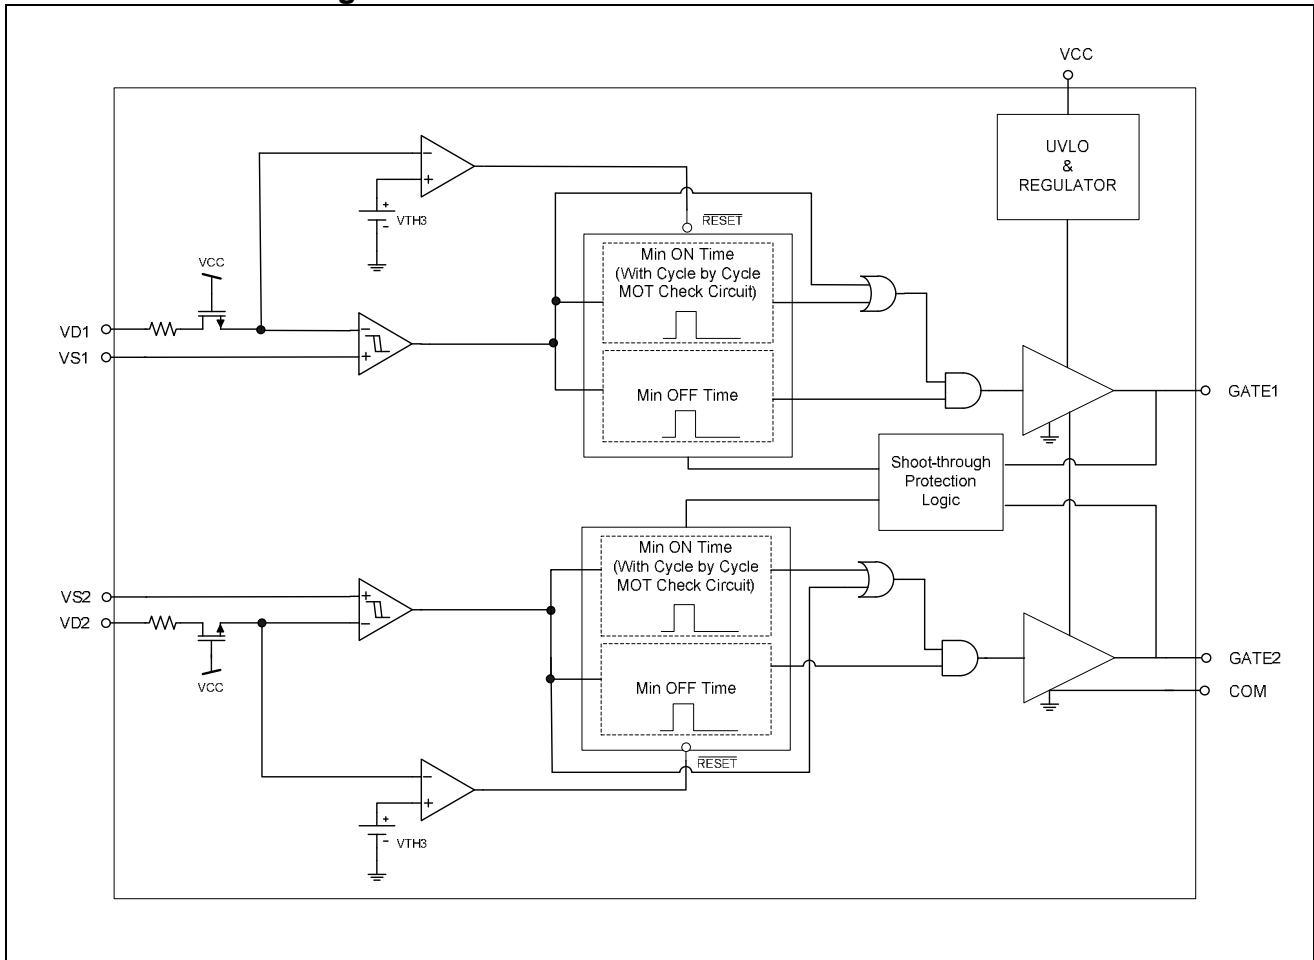 VCC
UVLO
&
REGULATOR
−
+
+
-
VTH3
RESET
Min ON Time
(With Cycle by Cycle
MOT Check Circuit)
VCC
VD1
VS1
−
+
Min OFF Time
GATE1
Shoot-through
Protection
Logic
Min ON Time
(With Cycle by Cycle
MOT Check Circuit)
VS2
VD2
+
−
VCC
Min OFF Time
GATE2
COM
RESET
−
+
+
-
VTH3